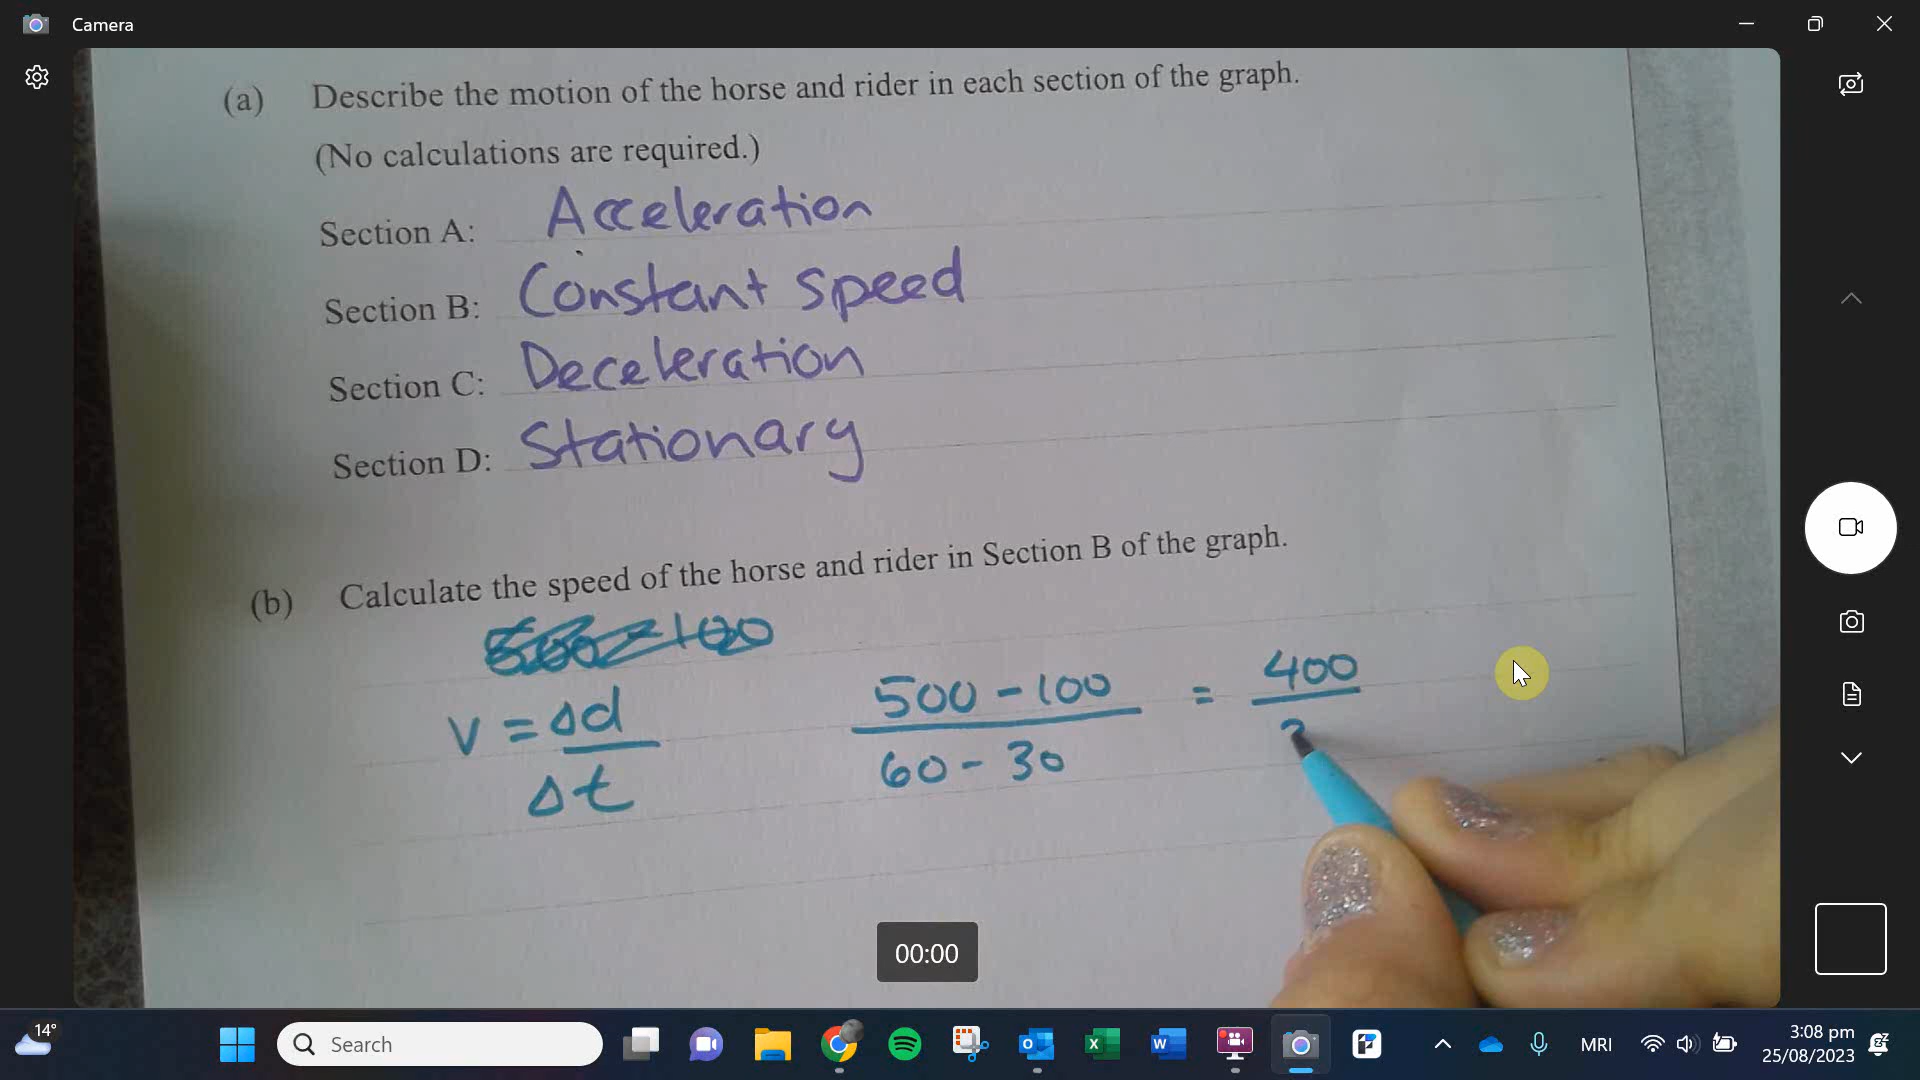 Camera
(a) Describe the motion of the horse and rider in each section of the graph.
(No calculations are required.)
Section A: Acceleration
Section B: Constant speed
Section C: Deceleration
Section D: Stationary
(b) Calculate the speed of the horse and rider in Section B of the graph.
V = Δd / Δt
500 - 100 / 60 - 30 = 400
00:00
14°
Search
MRI
3:08 pm
25/08/2023